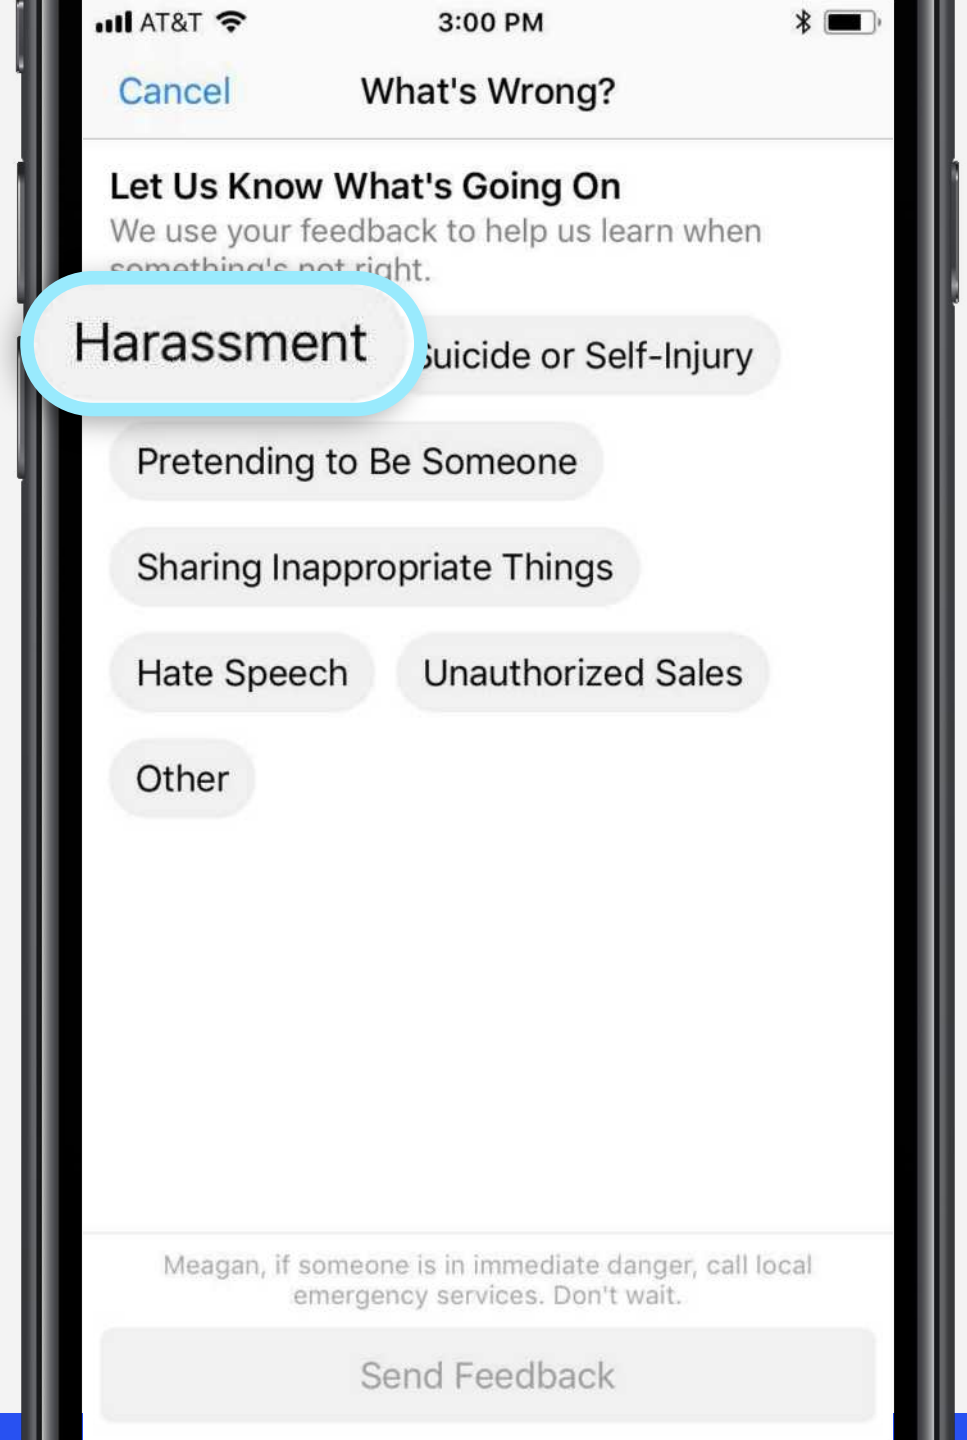 AT&T 3:00 PM
Cancel What's Wrong?
Let Us Know What's Going On
We use your feedback to help us learn when
something's not right.
Harassment Suicide or Self-Injury
Pretending to Be Someone
Sharing Inappropriate Things
Hate Speech Unauthorized Sales
Other
Meagan, if someone is in immediate danger, call local
emergency services. Don't wait.
Send Feedback